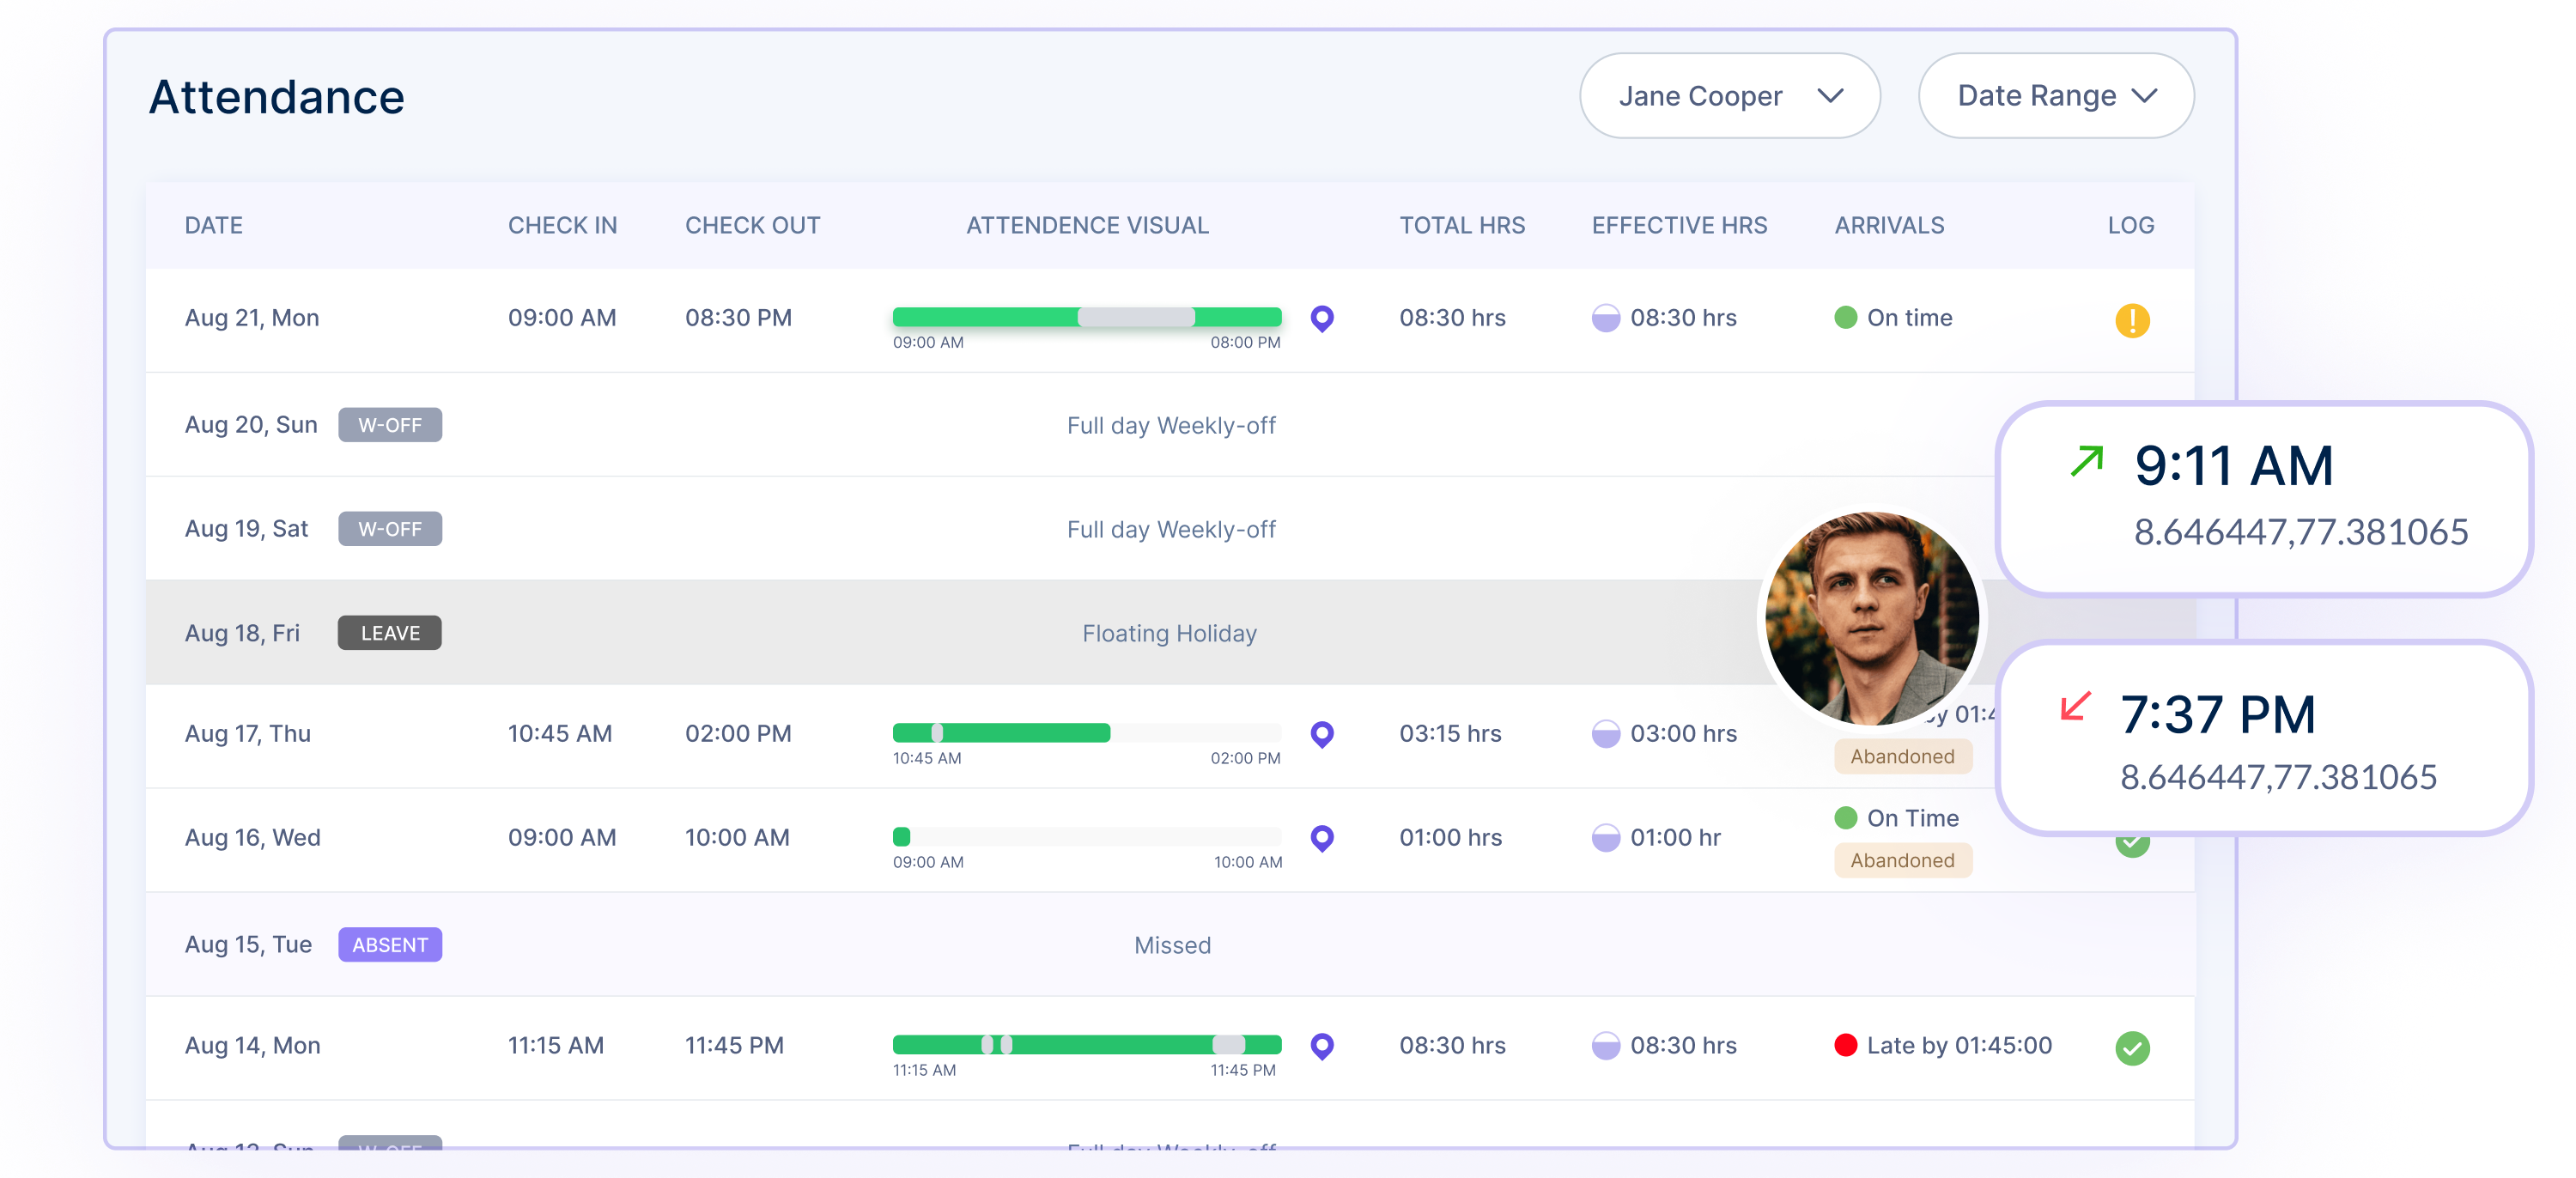 Attendance
Jane Cooper
Date Range
DATE CHECK IN CHECK OUT ATTENDENCE VISUAL TOTAL HRS EFFECTIVE HRS ARRIVALS LOG
Aug 21, Mon 09:00 AM 08:30 PM 08:30 hrs 08:30 hrs On time
09:00 AM 08:00 PM
Aug 20, Sun W-OFF Full day Weekly-off
9:11 AM
8.646447,77.381065
Aug 19, Sat W-OFF Full day Weekly-off
Aug 18, Fri LEAVE Floating Holiday
7:37 PM
8.646447,77.381065
Aug 17, Thu 10:45 AM 02:00 PM 03:15 hrs 03:00 hrs
10:45 AM 02:00 PM
Abandoned
Aug 16, Wed 09:00 AM 10:00 AM 01:00 hrs 01:00 hr On Time
09:00 AM 10:00 AM
Abandoned
Aug 15, Tue ABSENT Missed
Aug 14, Mon 11:15 AM 11:45 PM 08:30 hrs 08:30 hrs Late by 01:45:00
11:15 AM 11:45 PM
Aug 13, Sun W-OFF Full day Weekly-off